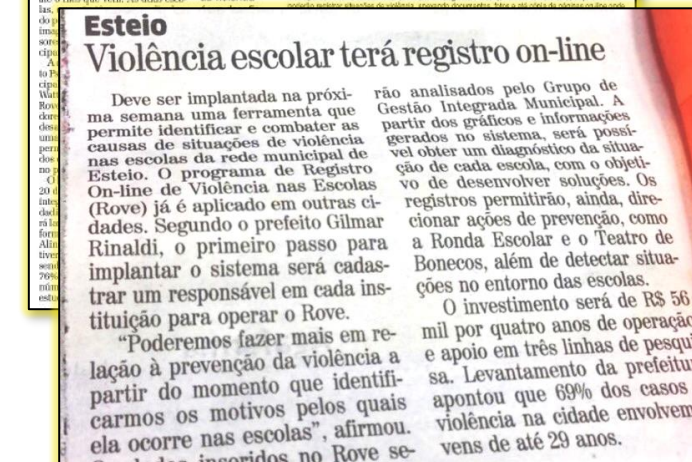 Esteio
Violência escolar terá registro on-line
Deve ser implantada na próxi-
ma semana uma ferramenta que
permite identificar e combater as
causas de situações de violência
nas escolas da rede municipal de
Esteio. O programa de Registro
On-line de Violência nas Escolas
(Rove) já é aplicado em outras ci-
dades. Segundo o prefeito Gilmar
Rinaldi, o primeiro passo para
implantar o sistema será cadas-
trar um responsável em cada ins-
tituição para operar o Rove.
“Poderemos fazer mais em re-
lação à prevenção da violência a
partir do momento que identifi-
carmos os motivos pelos quais
ela ocorre nas escolas”, afirmou.
inseridos no Rove se-
rão analisados pelo Grupo de
Gestão Integrada Municipal. A
partir dos gráficos e informações
gerados no sistema, será possí-
vel obter um diagnóstico da situa-
ção de cada escola, com o objeti-
vo de desenvolver soluções. Os
registros permitirão, ainda, dire-
cionar ações de prevenção, como
a Ronda Escolar e o Teatro de
Bonecos, além de detectar situa-
ções no entorno das escolas.
O investimento será de R$ 56
mil por quatro anos de operação
e apoio em três linhas de pesqui
sa. Levantamento da prefeitu
apontou que 69% dos casos
violência na cidade envolvem
vens de até 29 anos.